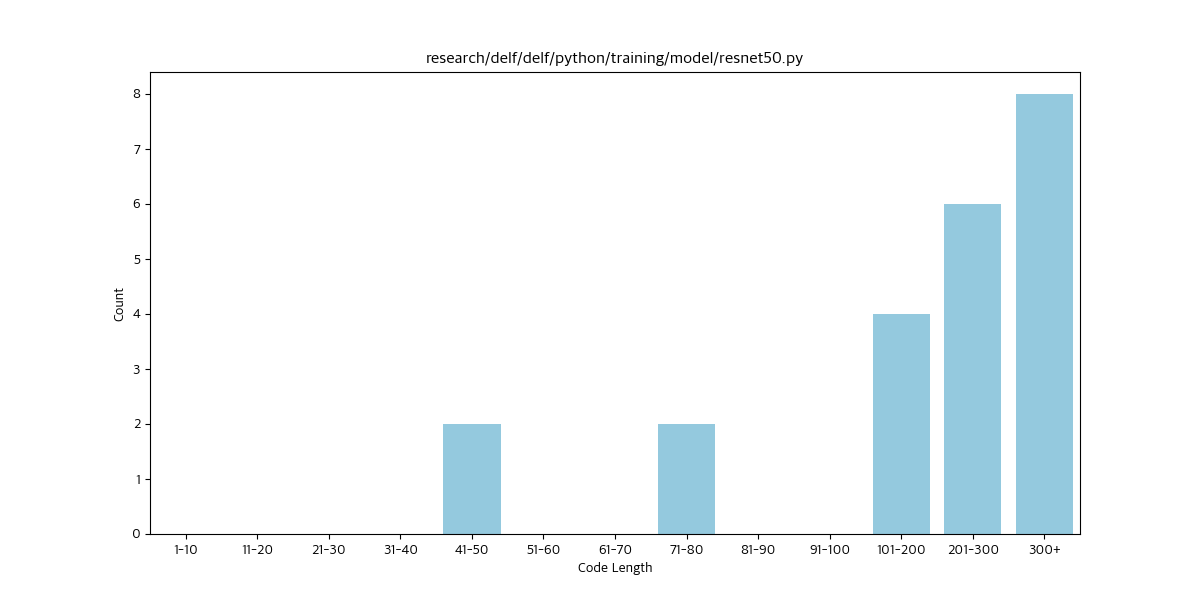 research/delf/delf/python/training/model/resnet50.py
Count
8
7
6
5
4
3
2
1
0
1-10 11-20 21-30 31-40 41-50 51-60 61-70 71-80 81-90 91-100 101-200 201-300 300+
Code Length